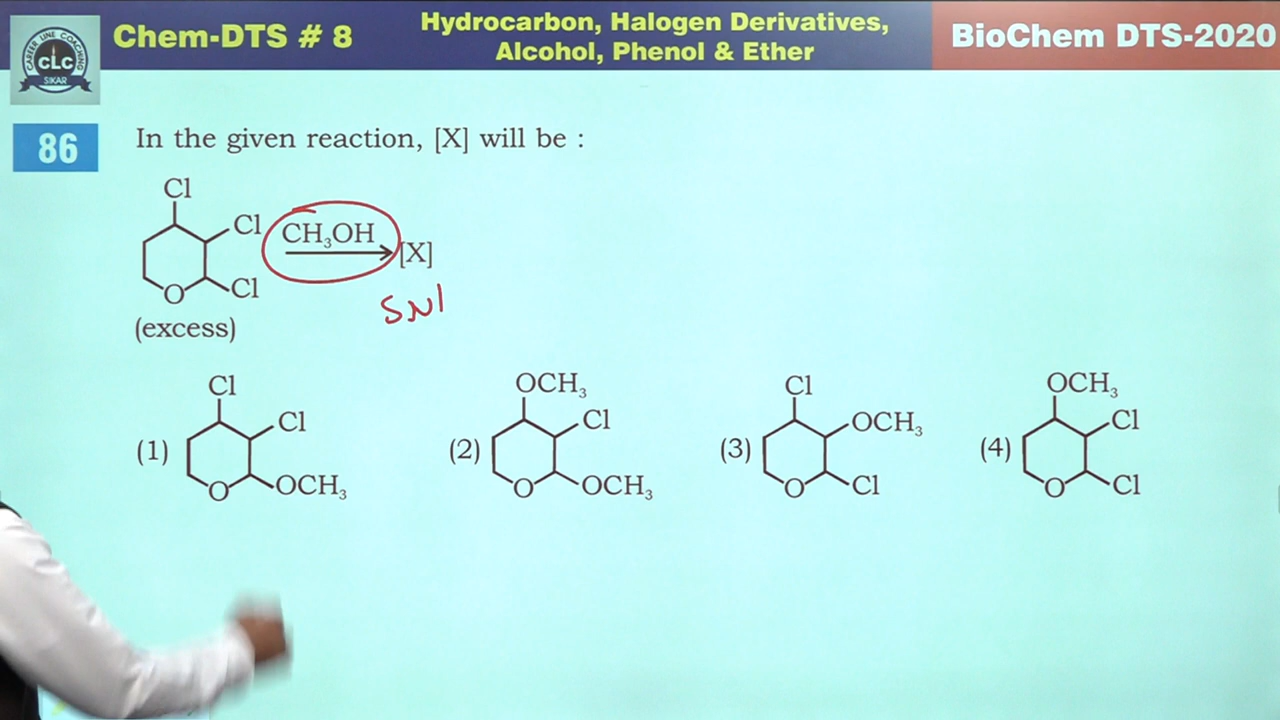 CAREER LINE COACHING
CLC
SIKAR
Chem-DTS # 8
Hydrocarbon, Halogen Derivatives,
Alcohol, Phenol & Ether
BioChem DTS-2020
86
In the given reaction, [X] will be :
Cl
Cl
CH₃OH
[X]
O
Cl
SN1
(excess)
(1)
Cl
Cl
O
OCH₃
(2)
OCH₃
Cl
O
OCH₃
(3)
Cl
OCH₃
O
Cl
(4)
OCH₃
Cl
O
Cl